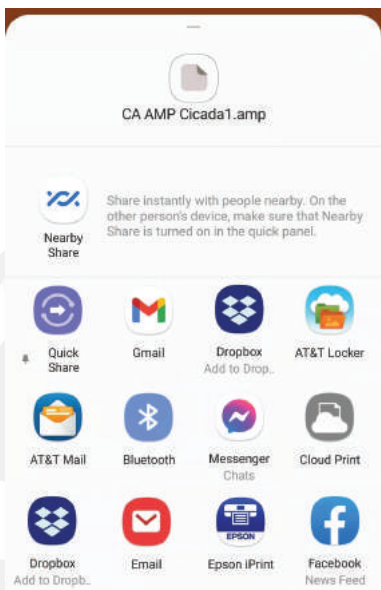 CA AMP Cicada1.amp
Share instantly with people nearby. On the
other person's device, make sure that Nearby
Share is turned on in the quick panel.
Nearby
Share
Quick
Share
Gmail
Dropbox
Add to Drop..
AT&T Locker
AT&T Mail
Bluetooth
Messenger
Chats
Cloud Print
Dropbox
Add to Dropb..
Email
EPSON
Epson iPrint
Facebook
News Feed